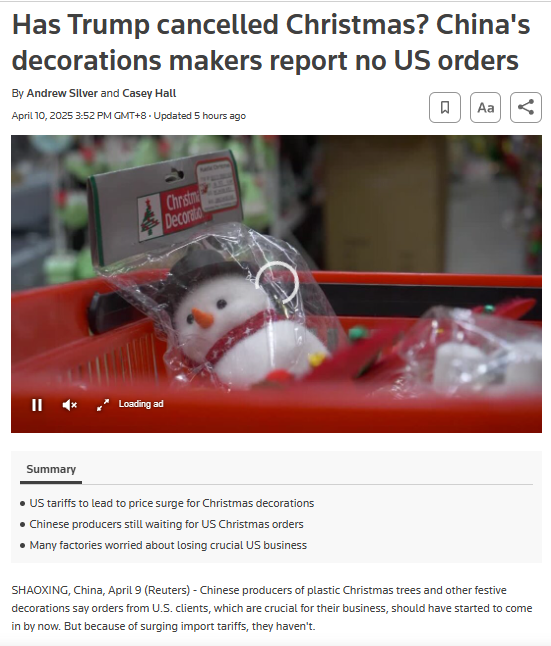 Has Trump cancelled Christmas? China's
decorations makers report no US orders
By Andrew Silver and Casey Hall
April 10, 2025 3:52 PM GMT+8 · Updated 5 hours ago
Aa
Christm
Decoratio
Loading ad
Summary
US tariffs to lead to price surge for Christmas decorations
Chinese producers still waiting for US Christmas orders
Many factories worried about losing crucial US business
SHAOXING, China, April 9 (Reuters) - Chinese producers of plastic Christmas trees and other festive
decorations say orders from U.S. clients, which are crucial for their business, should have started to come
in by now. But because of surging import tariffs, they haven't.